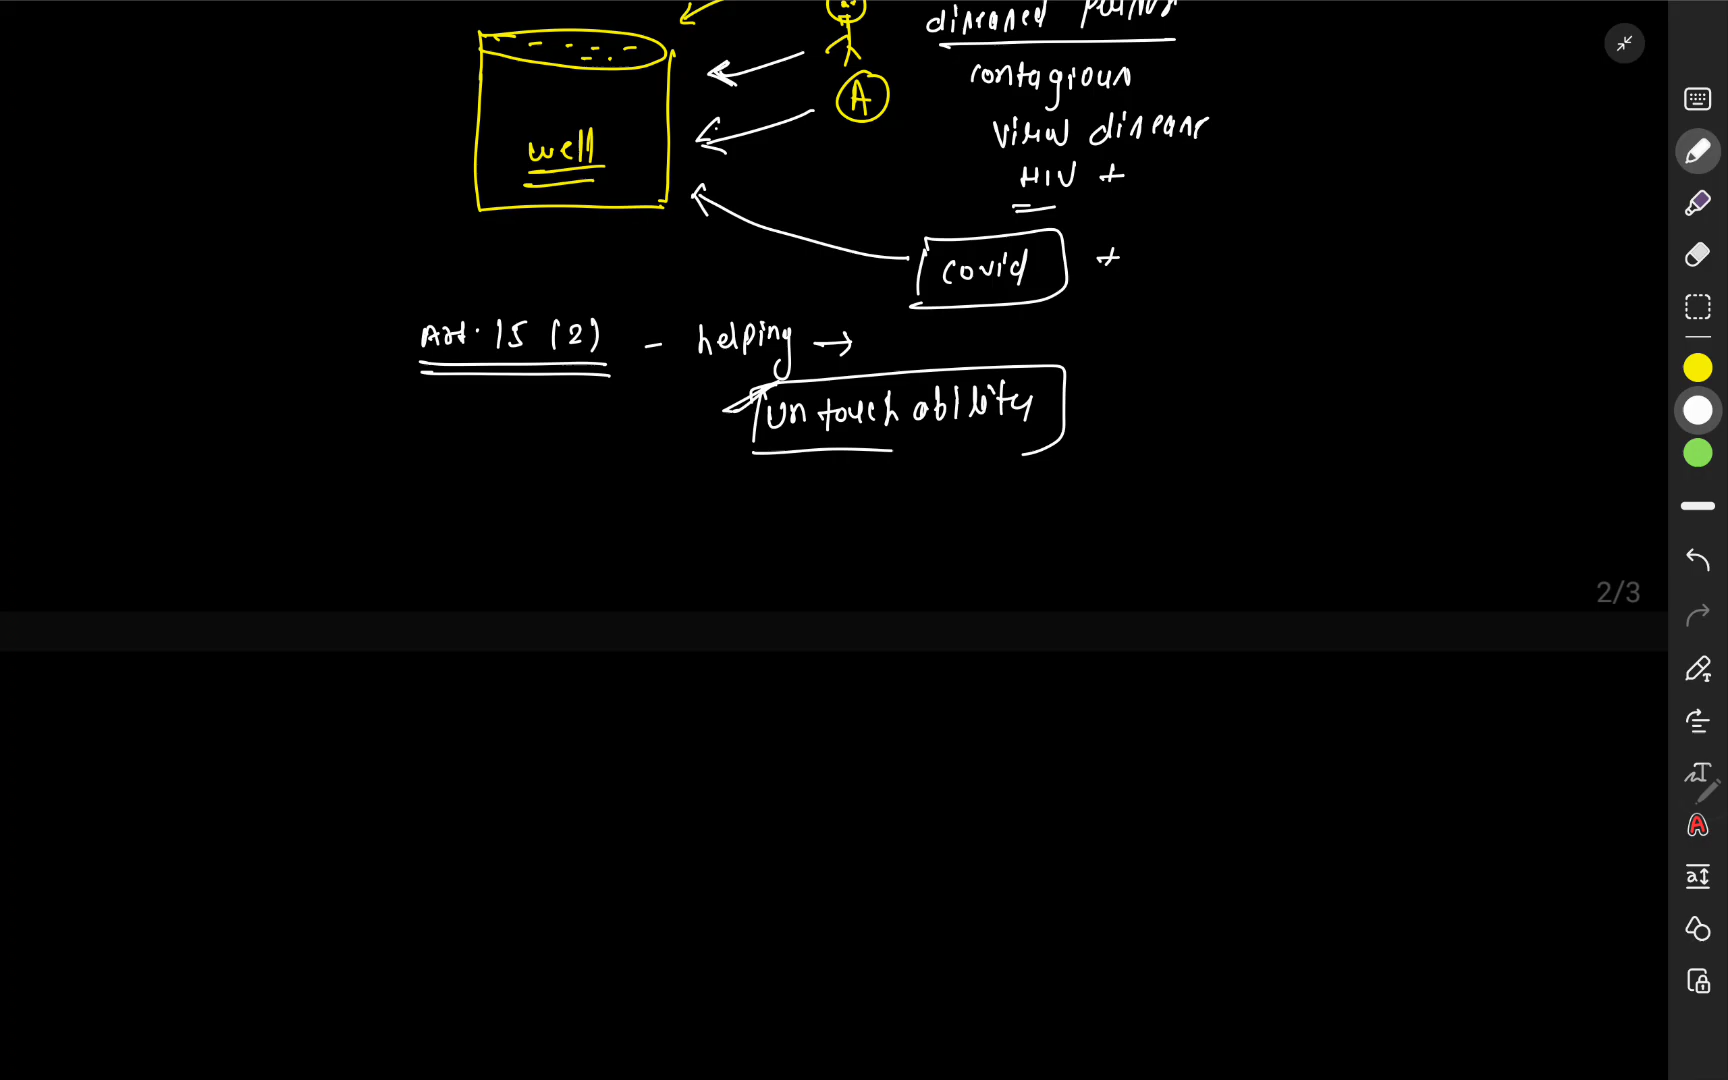 diseased
contagious
viral disease
HIV +
A
well
covid +
Art. 15 (2) - helping →
untouchability
2/3